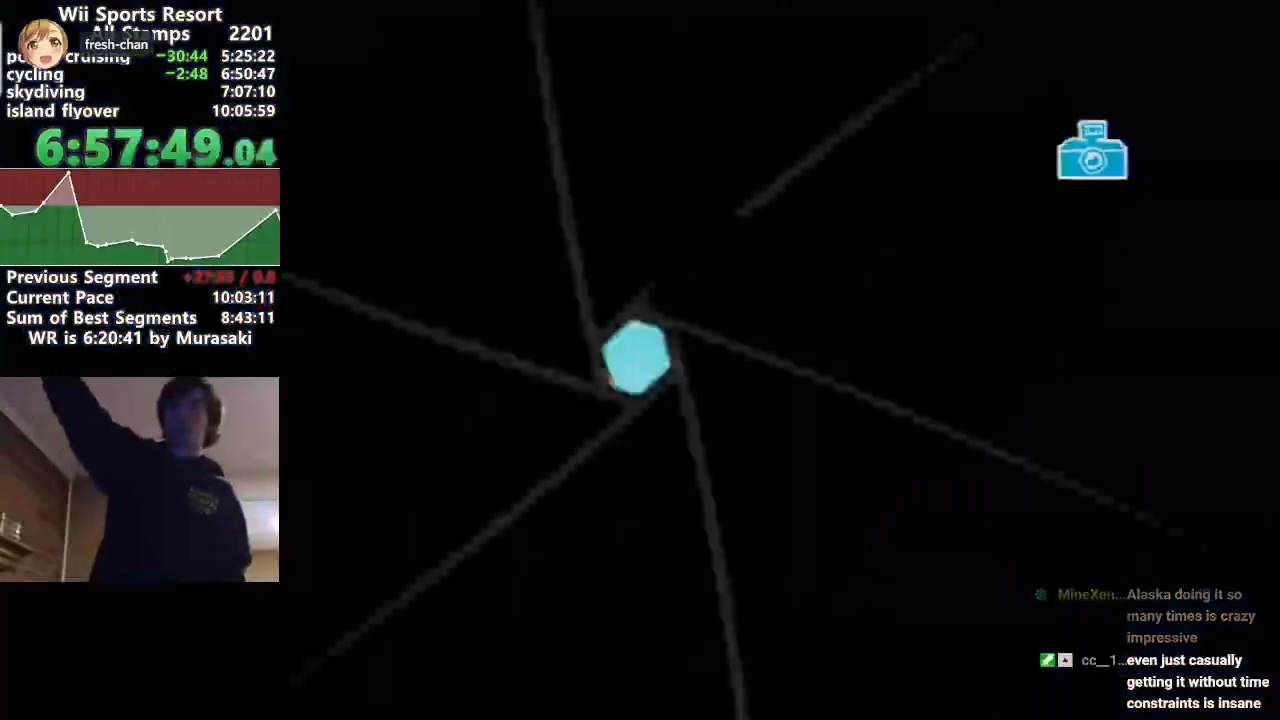 Wii Sports Resort
All Stamps 2201
fresh-chan
cruising −30:44 5:25:22
cycling −2:48 6:50:47
skydiving 7:07:10
island flyover 10:05:59
6:57:49.04
Previous Segment
Current Pace 10:03:11
Sum of Best Segments 8:43:11
WR is 6:20:41 by Murasaki
MineXen... Alaska doing it so
many times is crazy
impressive
cc__1... even just casually
getting it without time
constraints is insane